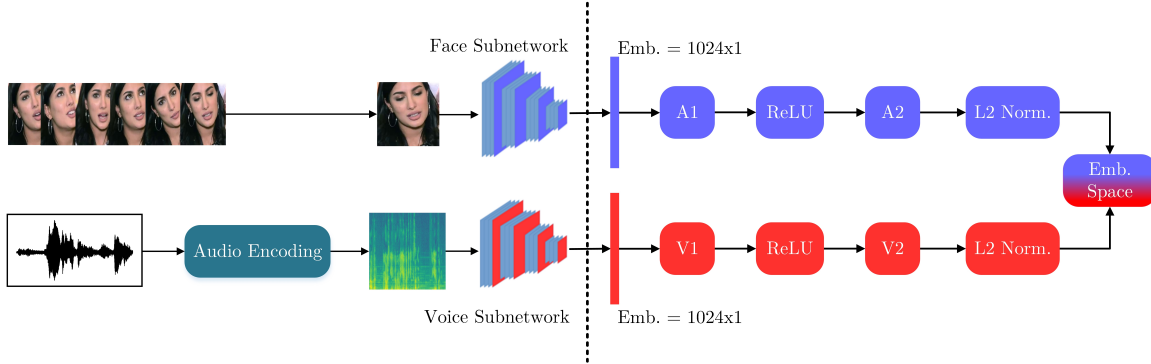 Face Subnetwork
Emb. = 1024x1
A1
ReLU
A2
L2 Norm.
Emb.
Space
Audio Encoding
V1
ReLU
V2
L2 Norm.
Voice Subnetwork
Emb. = 1024x1